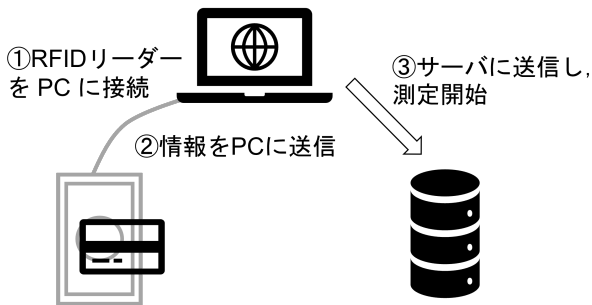 ①RFIDリーダー
を PC に接続
②情報をPCに送信
③サーバに送信し,
測定開始